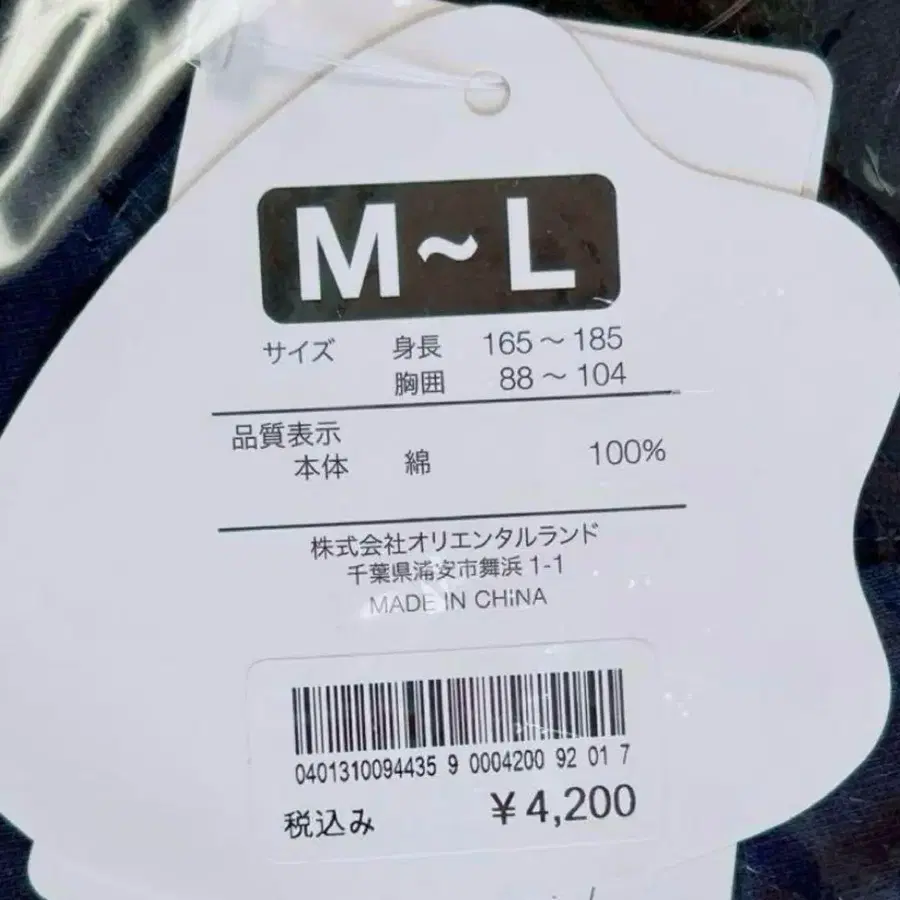 M~L
サイズ 身長 165～185
胸囲 88～104
品質表示
本体 綿 100%
株式会社オリエンタルランド
千葉県浦安市舞浜1-1
MADE IN CHINA
0401310094435 9 0004200 92 01 7
税込み ¥4,200